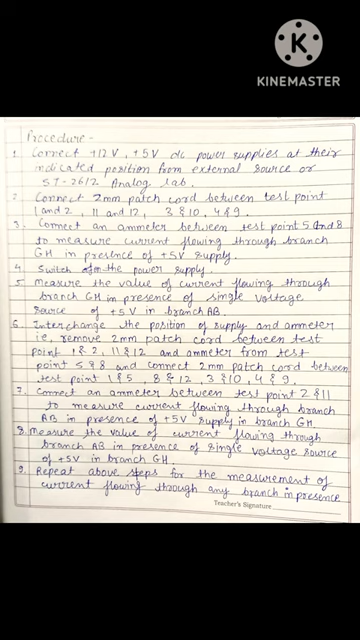 K
KINEMASTER
Procedure -
1. Connect +12V, +5V dc power supplies at their
indicated position from external source or
ST-2612 Analog Lab.
2. Connect 2mm patch cord between test point
1 and 2, 11 and 12, 3 & 10, 4 & 9.
3. Connect an ammeter between test point 5 and 8
to measure current flowing through branch
GH in presence of +5V supply.
4. Switch on the power supply.
5. Measure the value of current flowing through
branch GH in presence of single voltage
source of +5V in branch AB.
6. Interchange the position of supply and ammeter
i.e, remove 2mm patch cord between test
point 1 & 2, 11 & 12 and ammeter from test
point 5 & 8 and connect 2mm patch cord between
test point 1 & 5, 8 & 12, 3 & 10, 4 & 9.
7. Connect an ammeter between test point 2 & 11
to measure current flowing through branch
AB in presence of +5V supply in branch GH.
8. Measure the value of current flowing through
branch AB in presence of single voltage source
of +5V in branch GH.
9. Repeat above steps for the measurement of
current flowing through any branch in presence
Teacher's Signature